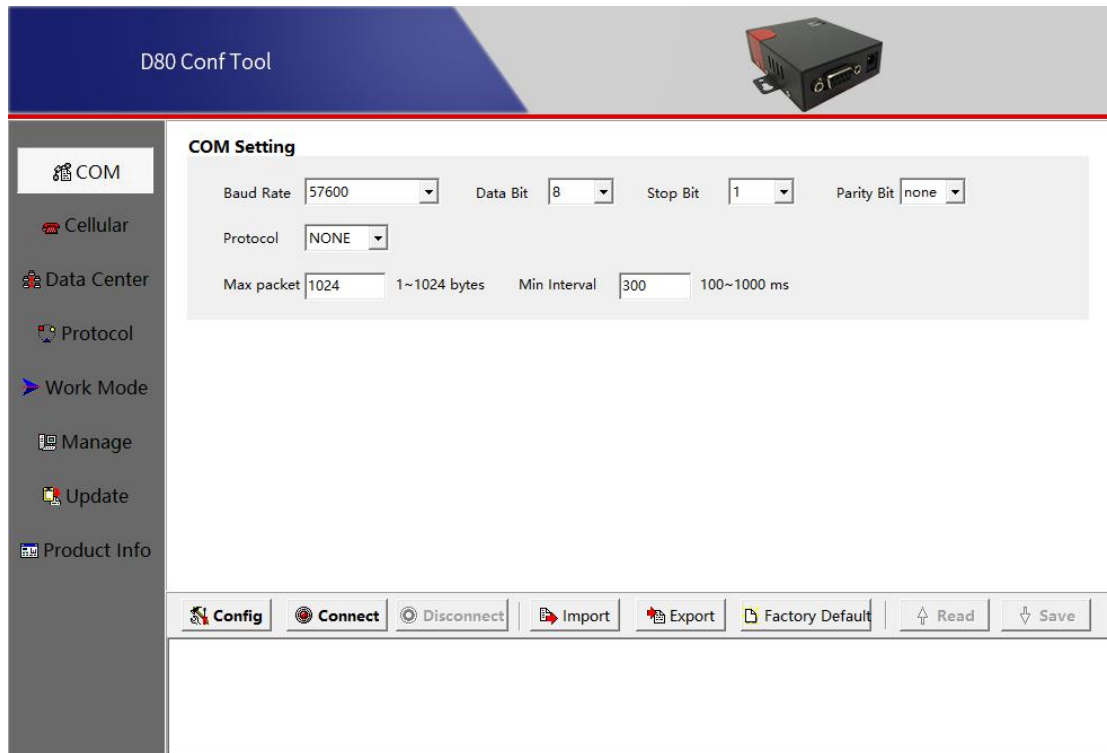 D80 Conf Tool
COM
Cellular
Data Center
Protocol
Work Mode
Manage
Update
Product Info
COM Setting
Baud Rate 57600 Data Bit 8 Stop Bit 1 Parity Bit none
Protocol NONE
Max packet 1024 1~1024 bytes Min Interval 300 100~1000 ms
Config Connect Disconnect Import Export Factory Default Read Save